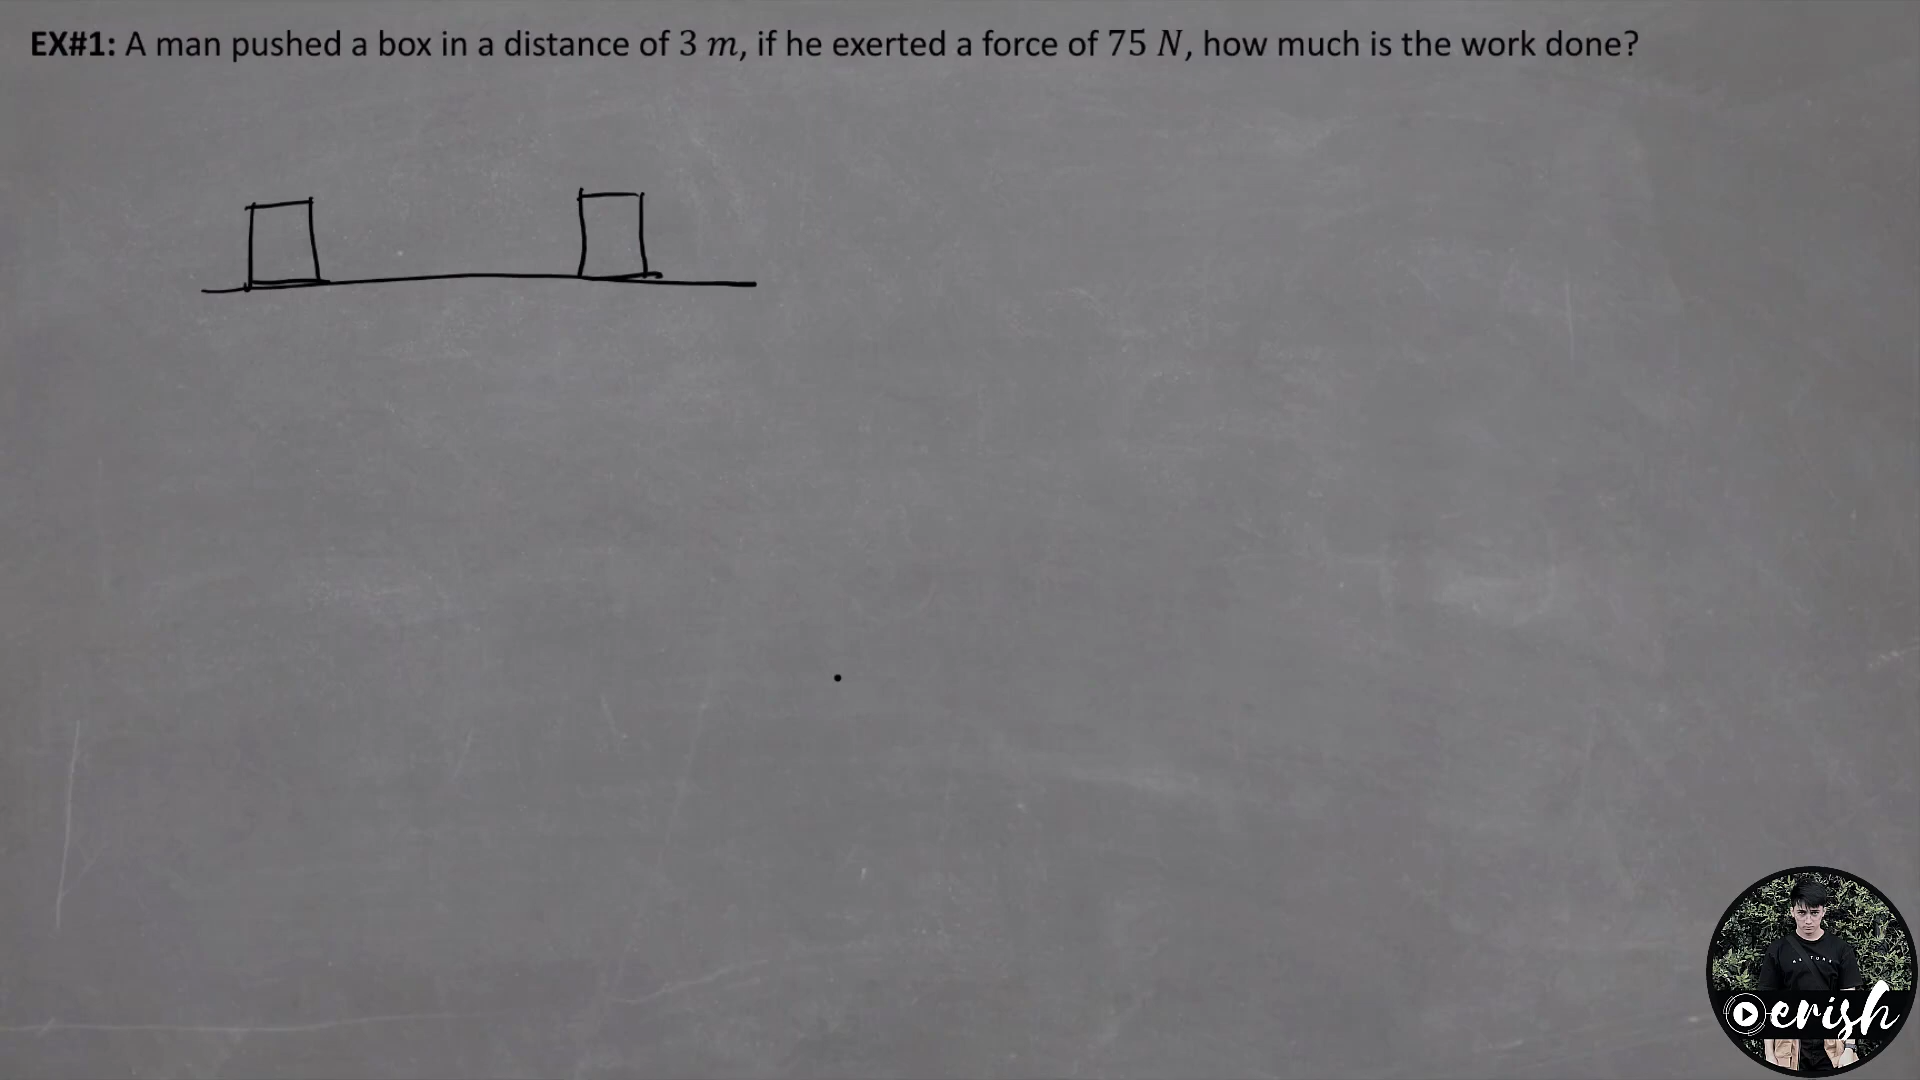 EX#1: A man pushed a box in a distance of 3 m, if he exerted a force of 75 N, how much is the work done?
erish